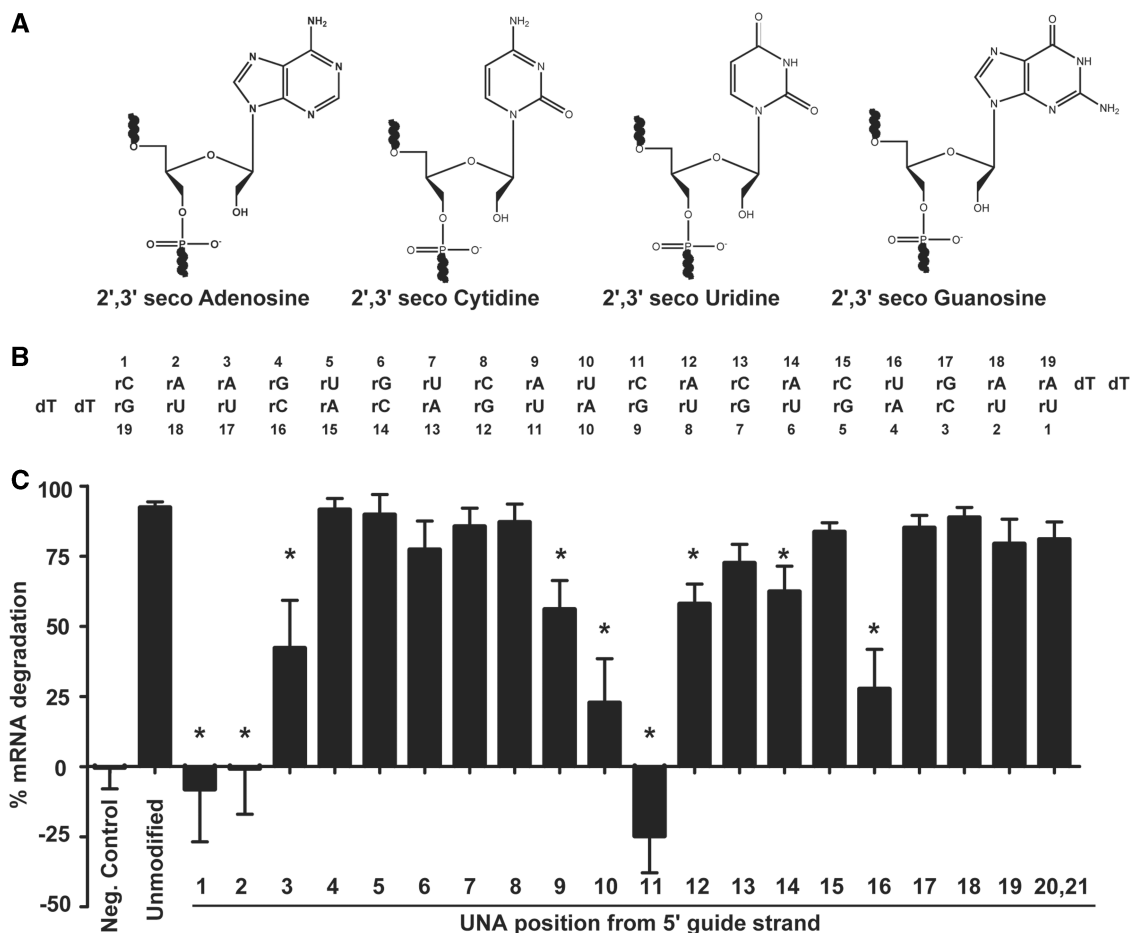 A
NH₂ NH₂ O O
N N N NH N NH
N N N O N O N N NH₂
O O O O
O O O O
OH OH OH OH
O O O O
O P O⁻ O P O⁻ O P O⁻ O P O⁻
2',3' seco Adenosine 2',3' seco Cytidine 2',3' seco Uridine 2',3' seco Guanosine
B
1 2 3 4 5 6 7 8 9 10 11 12 13 14 15 16 17 18 19
rC rA rA rG rU rG rU rC rA rU rC rA rC rA rC rU rG rA rA dT dT
dT dT rG rU rU rC rA rC rA rG rU rA rG rU rG rU rG rA rC rU rU
19 18 17 16 15 14 13 12 11 10 9 8 7 6 5 4 3 2 1
C
% mRNA degradation
100
75
50
25
0
-25
-50
* * * * * * * * *
Neg. Control
Unmodified
1 2 3 4 5 6 7 8 9 10 11 12 13 14 15 16 17 18 19 20,21
UNA position from 5' guide strand